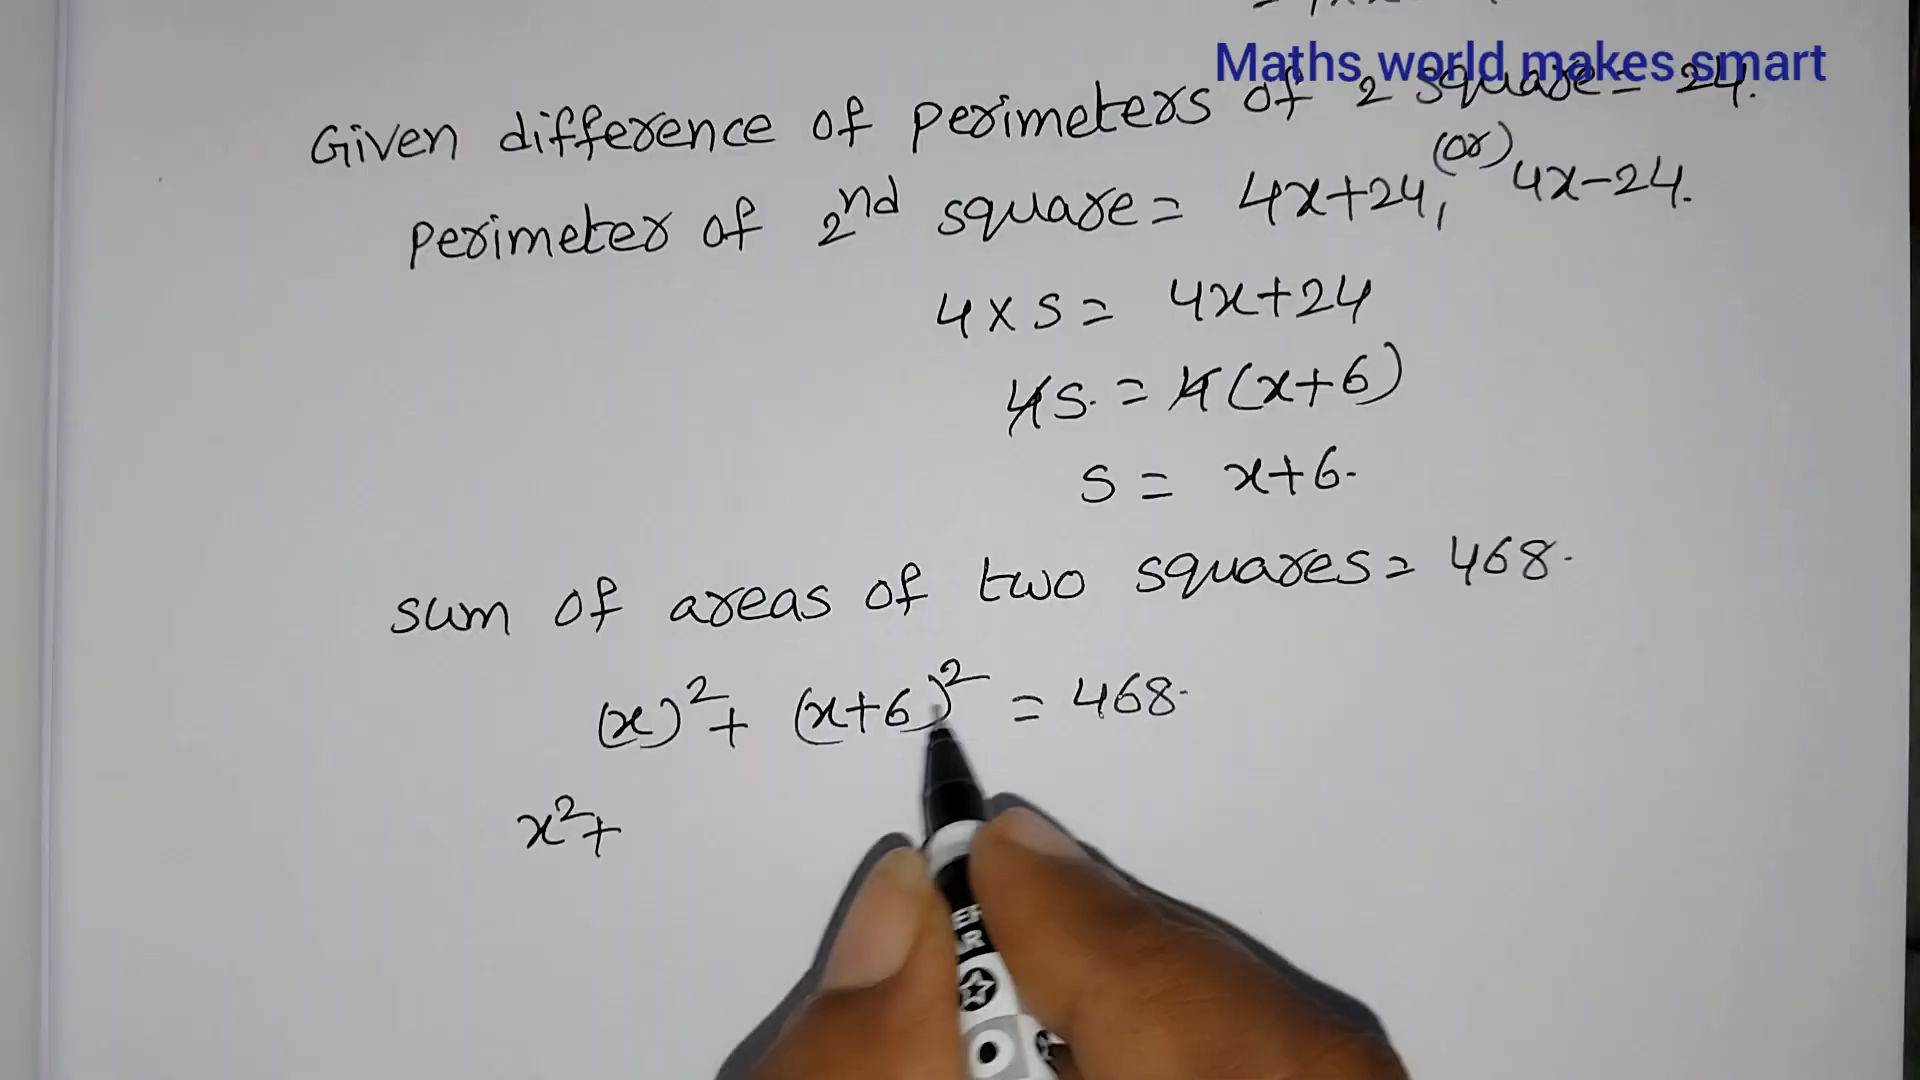 Maths world makes smart
Given difference of perimeters of 2 square = 24.
perimeter of 2nd square = 4x+24, (or) 4x-24.
4 x s = 4x+24
4s. = 4(x+6)
s = x+6.
sum of areas of two squares = 468.
(x)²+ (x+6)² = 468.
x²+